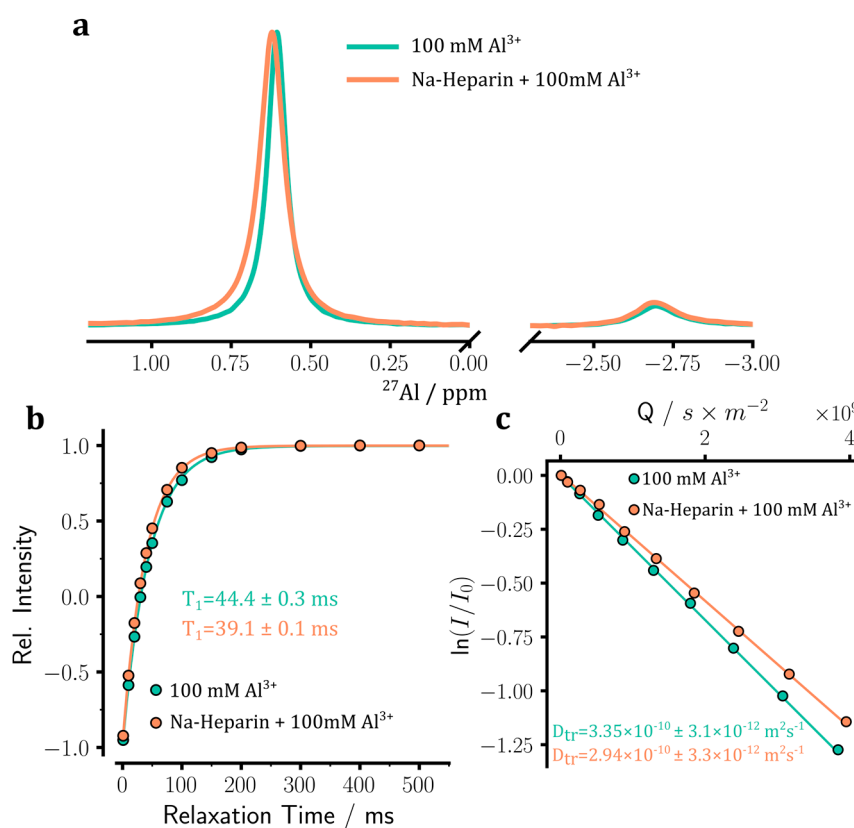 a
100 mM Al³⁺
Na-Heparin + 100mM Al³⁺
1.00 0.75 0.50 0.25 0.00 −2.50 −2.75 −3.00
²⁷Al / ppm
b
1.0
0.5
0.0
−0.5
−1.0
Rel. Intensity
T₁=44.4 ± 0.3 ms
T₁=39.1 ± 0.1 ms
100 mM Al³⁺
Na-Heparin + 100mM Al³⁺
0 100 200 300 400 500
Relaxation Time / ms
c
Q / s × m⁻²
×10⁹
0 2 4
0.00
−0.25
−0.50
−0.75
−1.00
−1.25
ln(I/I₀)
100 mM Al³⁺
Na-Heparin + 100 mM Al³⁺
Dₜᵣ=3.35×10⁻¹⁰ ± 3.1×10⁻¹² m²s⁻¹
Dₜᵣ=2.94×10⁻¹⁰ ± 3.3×10⁻¹² m²s⁻¹